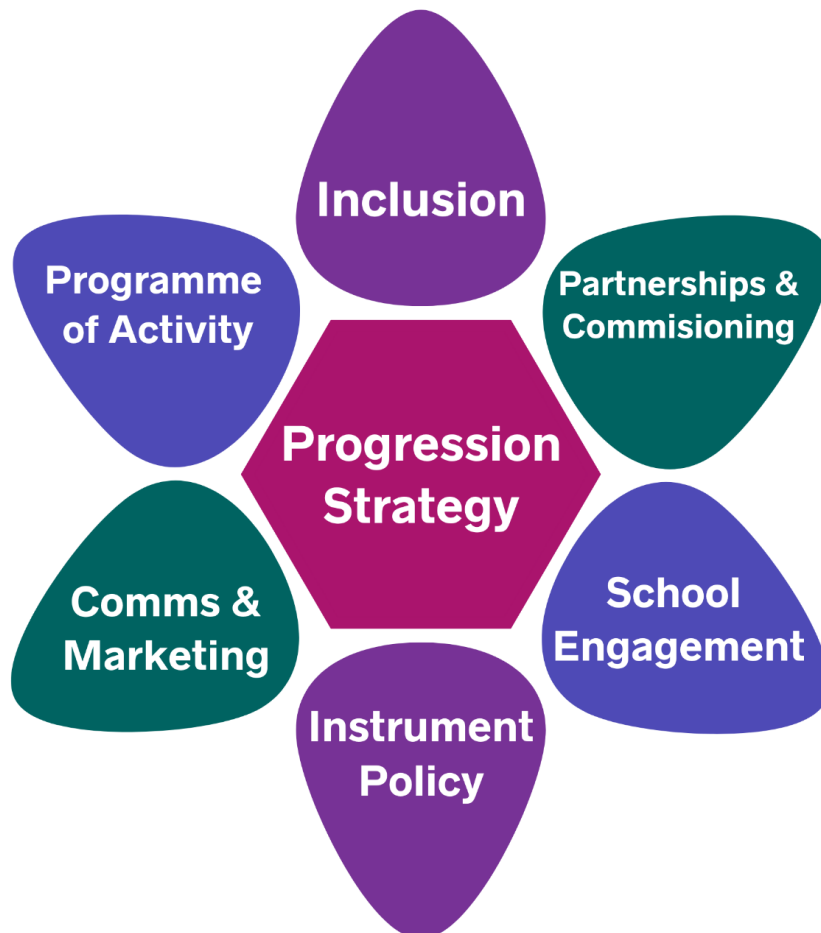 Inclusion
Programme
of Activity
Partnerships &
Commisioning
Progression
Strategy
Comms &
Marketing
School
Engagement
Instrument
Policy